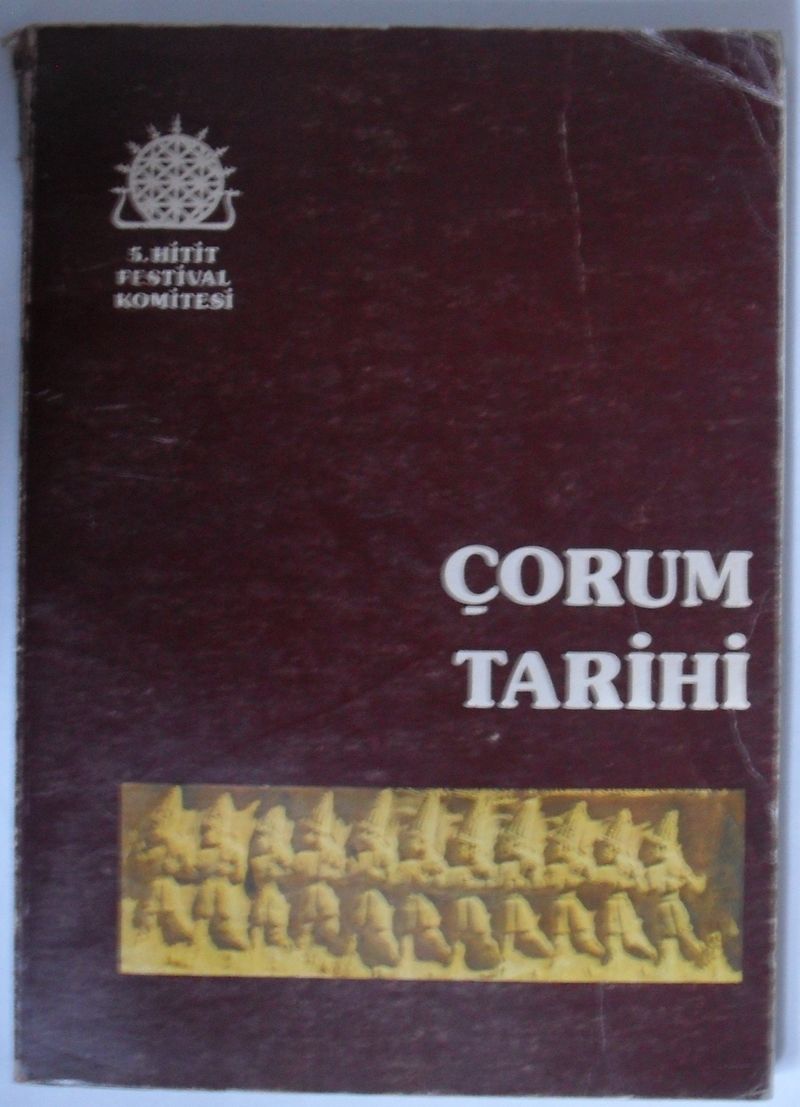 5. HİTİT
FESTİVAL
KOMİTESİ
ÇORUM
TARİHİ